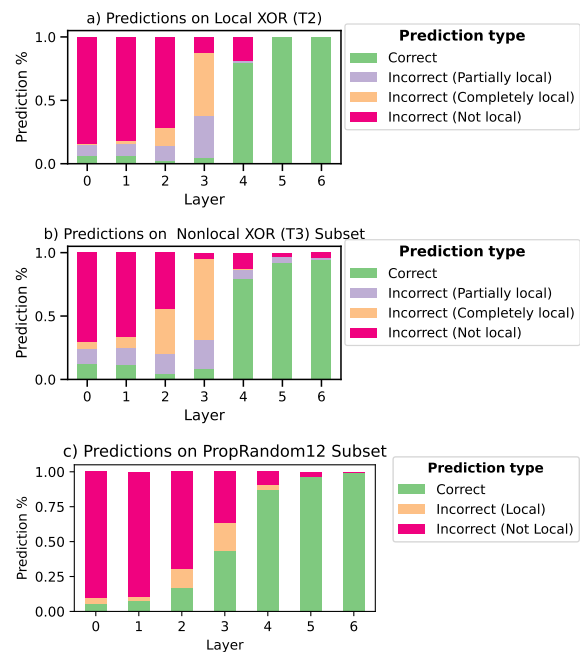 a) Predictions on Local XOR (T2)
Prediction %
1.0
0.5
0.0
0 1 2 3 4 5 6
Layer
Prediction type
Correct
Incorrect (Partially local)
Incorrect (Completely local)
Incorrect (Not local)
b) Predictions on Nonlocal XOR (T3) Subset
Prediction %
1.0
0.5
0.0
0 1 2 3 4 5 6
Layer
Prediction type
Correct
Incorrect (Partially local)
Incorrect (Completely local)
Incorrect (Not local)
c) Predictions on PropRandom12 Subset
Prediction %
1.00
0.75
0.50
0.25
0.00
0 1 2 3 4 5 6
Layer
Prediction type
Correct
Incorrect (Local)
Incorrect (Not Local)